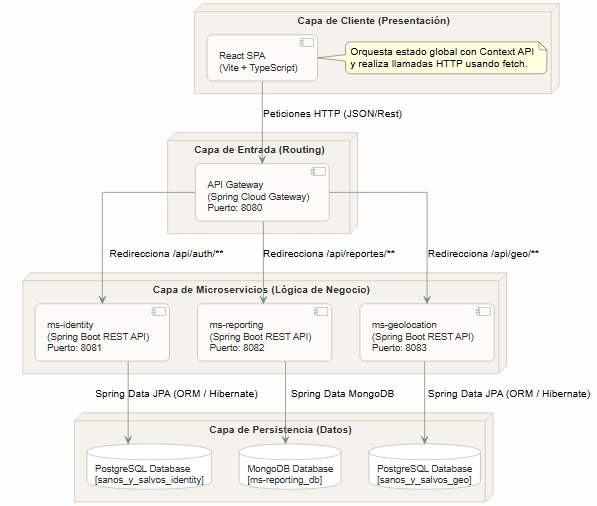 Capa de Cliente (Presentación)
React SPA
(Vite + TypeScript)
Orquesta estado global con Context API
y realiza llamadas HTTP usando fetch.
Peticiones HTTP (JSON/Rest)
Capa de Entrada (Routing)
API Gateway
(Spring Cloud Gateway)
Puerto: 8080
Redirecciona /api/auth/**
Redirecciona /api/reportes/**
Redirecciona /api/geo/**
Capa de Microservicios (Lógica de Negocio)
ms-identity
(Spring Boot REST API)
Puerto: 8081
ms-reporting
(Spring Boot REST API)
Puerto: 8082
ms-geolocation
(Spring Boot REST API)
Puerto: 8083
Spring Data JPA (ORM / Hibernate)
Spring Data MongoDB
Spring Data JPA (ORM / Hibernate)
Capa de Persistencia (Datos)
PostgreSQL Database
[sanos_y_salvos_identity]
MongoDB Database
[ms-reporting_db]
PostgreSQL Database
[sanos_y_salvos_geo]